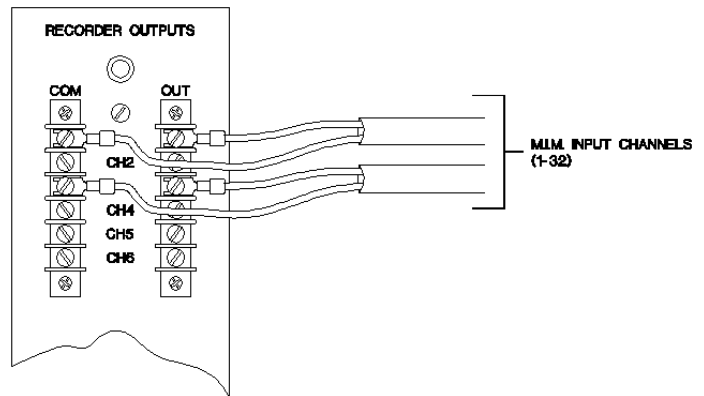 RECORDER OUTPUTS
COM
OUT
CH2
CH4
CH5
CH6
M.I.M. INPUT CHANNELS
(1-32)